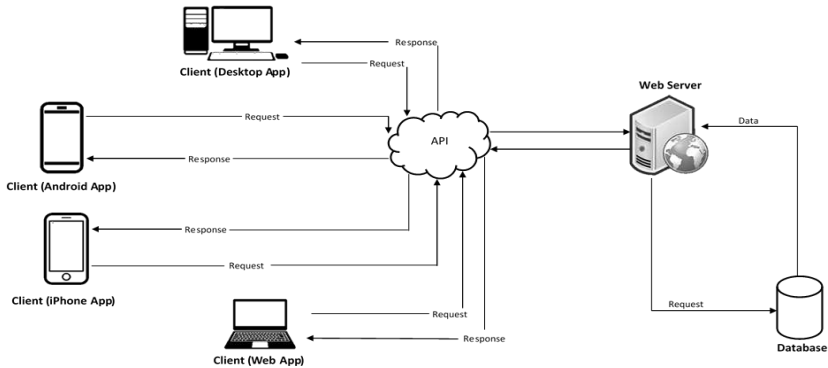 Response
Request
Client (Desktop App)
Web Server
Request
API
Data
Response
Client (Android App)
Response
Request
Client (iPhone App)
Request
Request
Response
Database
Client (Web App)